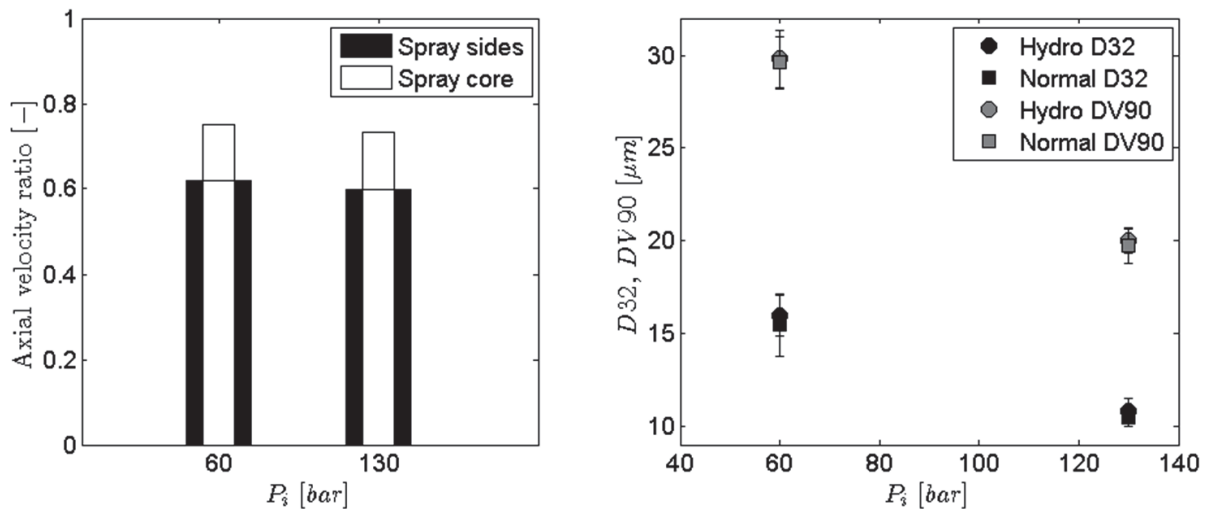 1
0.8
0.6
0.4
0.2
0
Axial velocity ratio [−]
Spray sides
Spray core
60 130
P_i [bar]
30
25
20
15
10
D32, DV90 [μm]
Hydro D32
Normal D32
Hydro DV90
Normal DV90
40 60 80 100 120 140
P_i [bar]